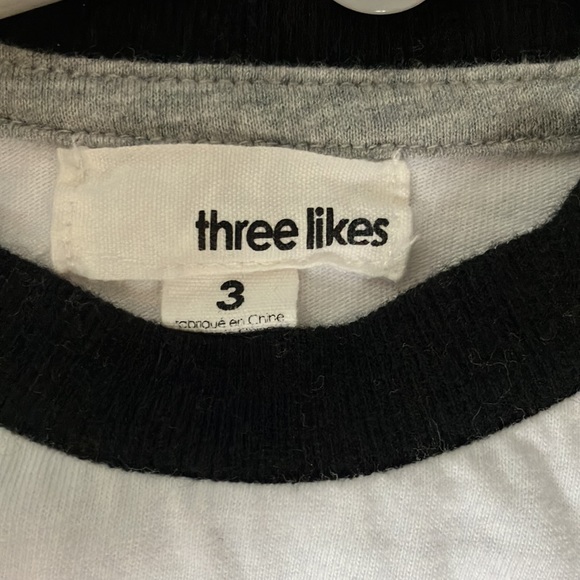 three likes
3
fabriqué en Chine